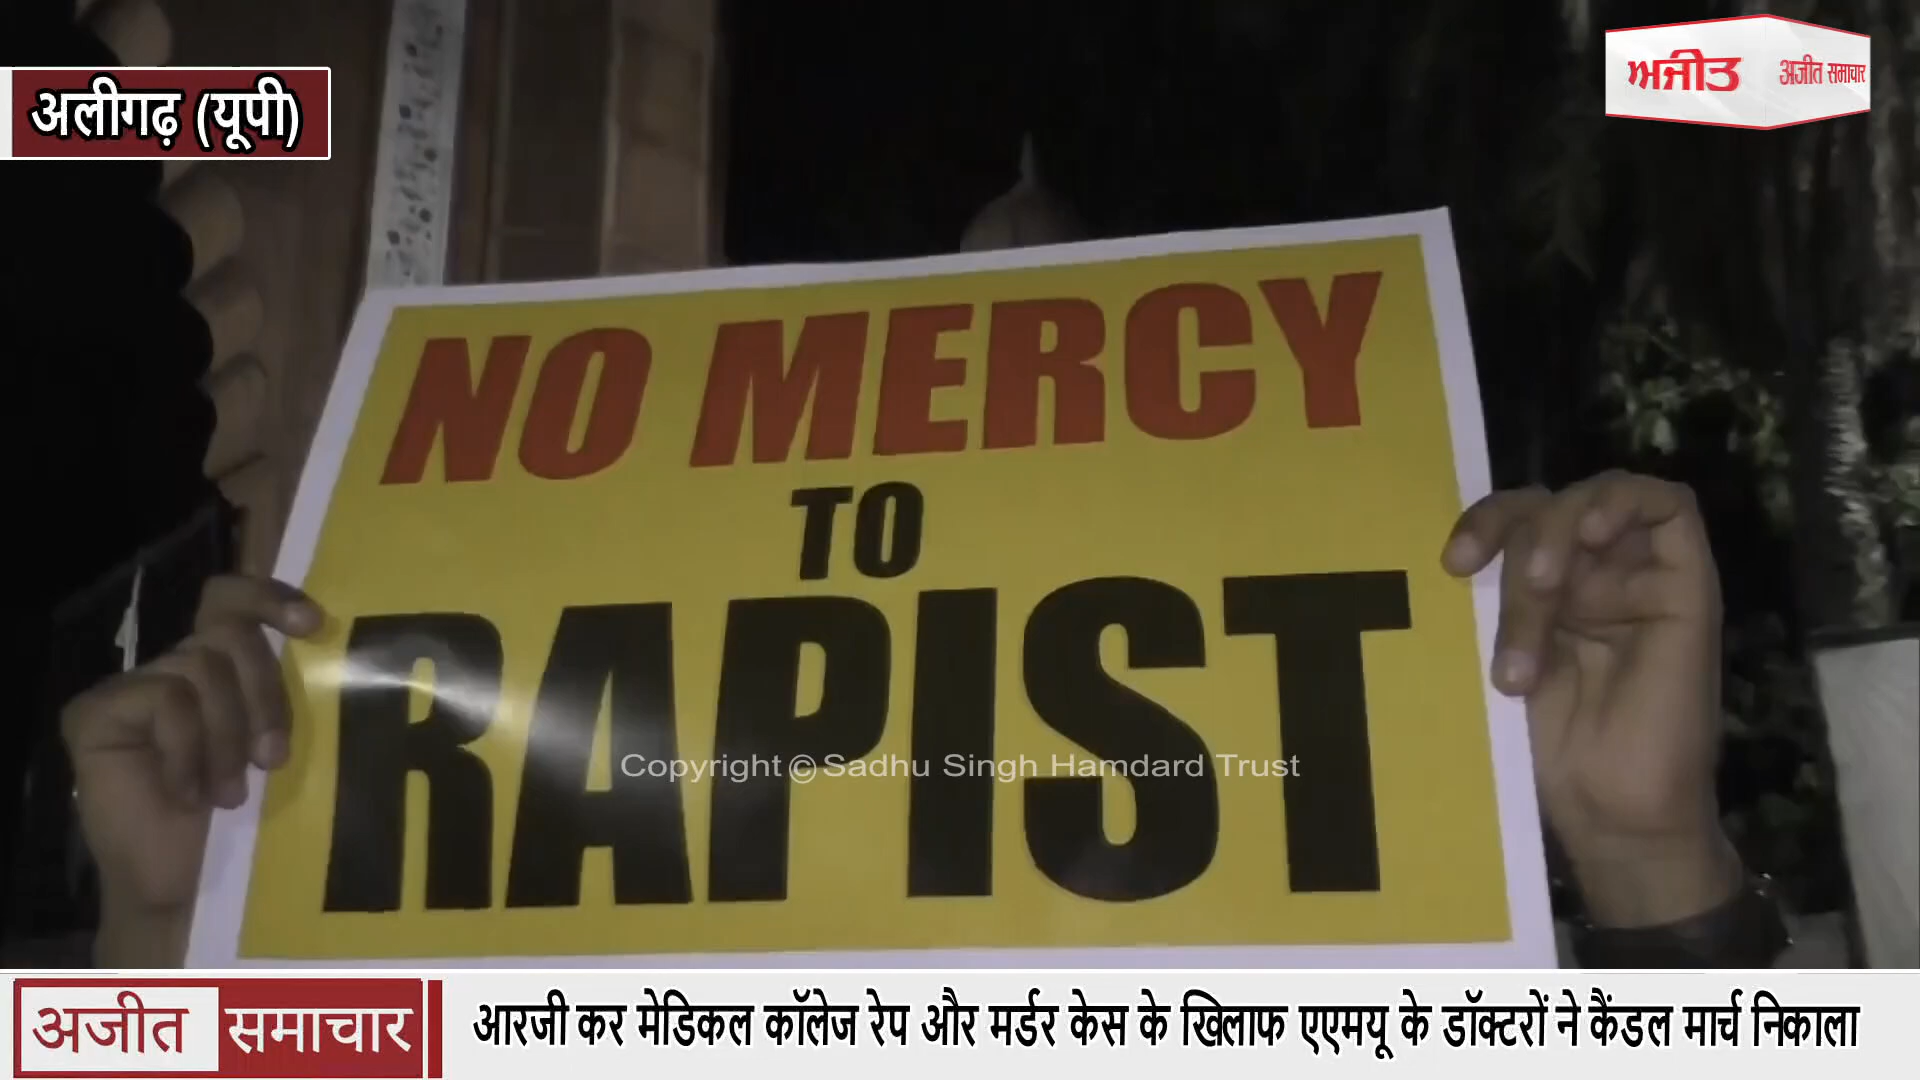 अलीगढ़ (यूपी)
ਅਜੀਤ अजीत समाचार
NO MERCY
TO
RAPIST
Copyright © Sadhu Singh Hamdard Trust
अजीत समाचार
आरजी कर मेडिकल कॉलेज रेप और मर्डर केस के खिलाफ एएमयू के डॉक्टरों ने कैंडल मार्च निकाला